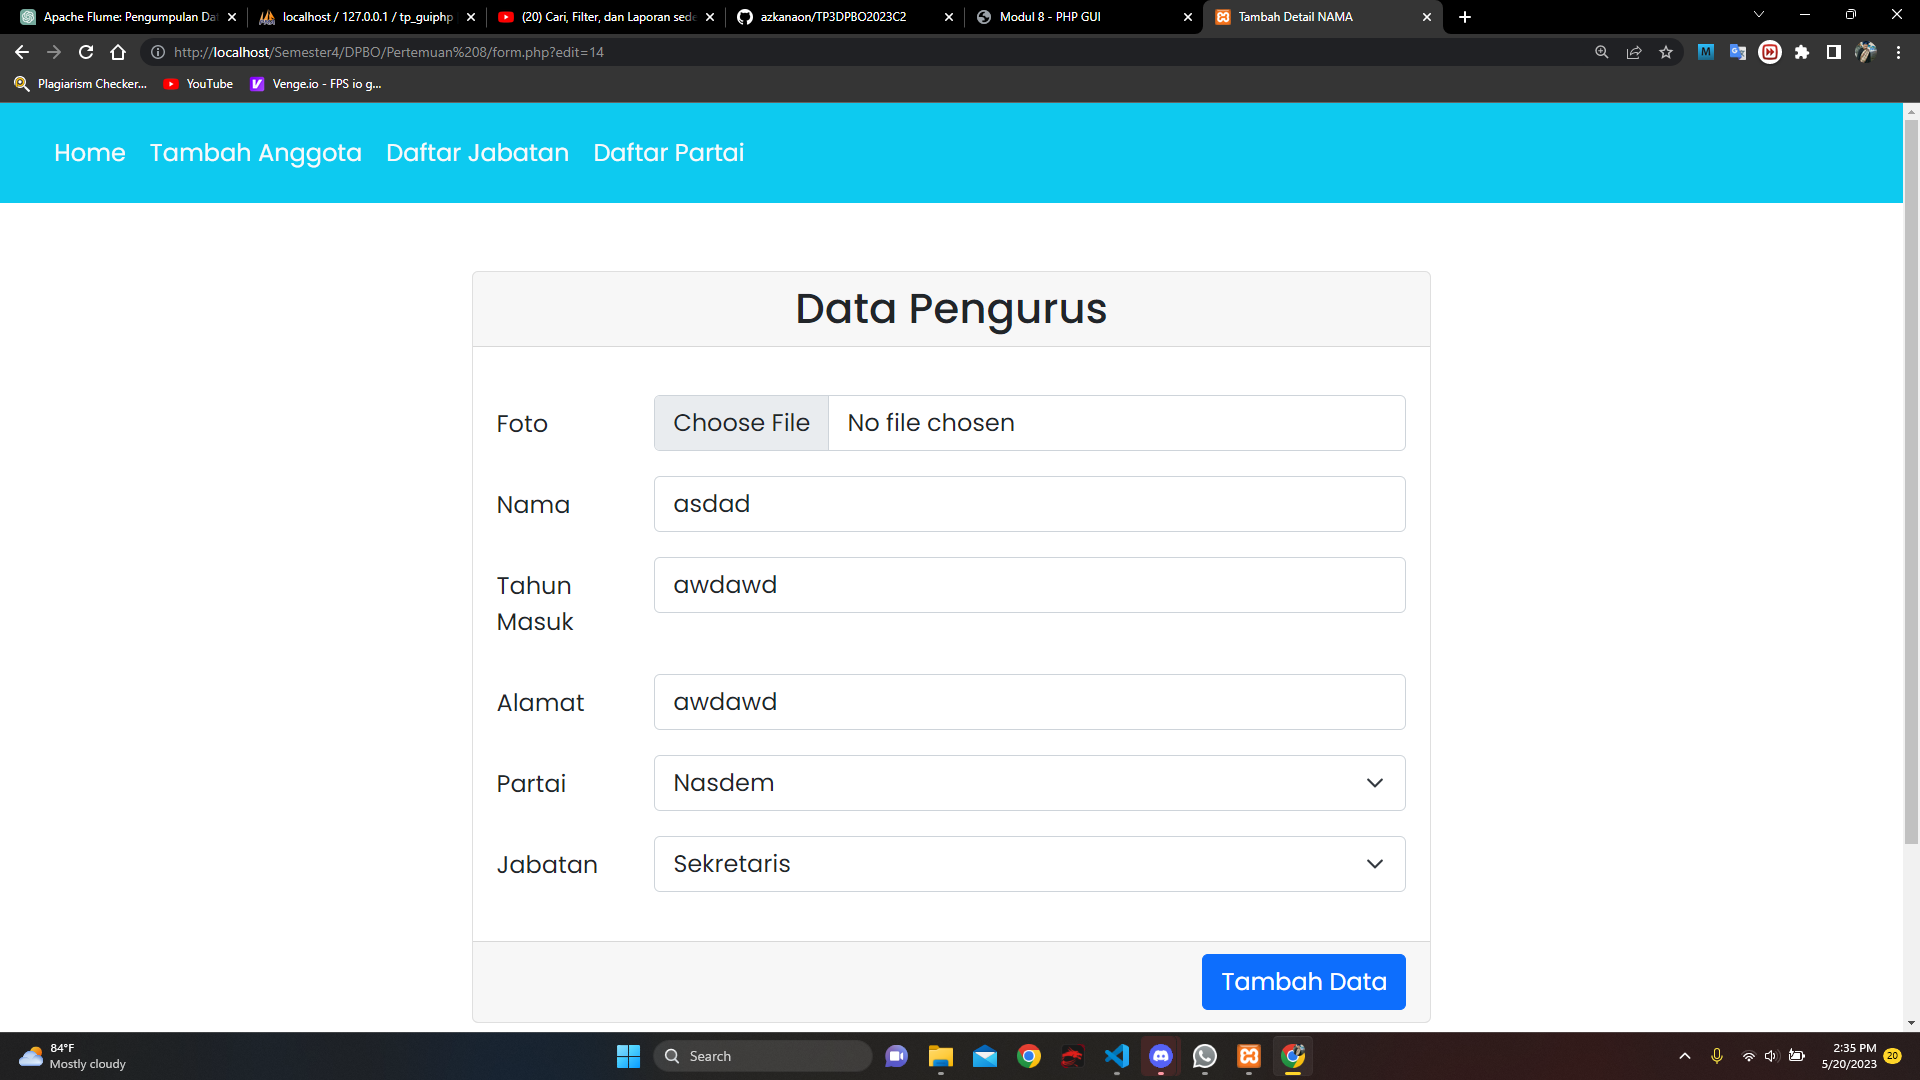 Apache Flume: Pengumpulan Da
localhost / 127.0.0.1 / tp_guiphp
(20) Cari, Filter, dan Laporan sede
azkanaon/TP3DPBO2023C2
Modul 8 - PHP GUI
Tambah Detail NAMA
http://localhost/Semester4/DPBO/Pertemuan%208/form.php?edit=14
Plagiarism Checker...
YouTube
Venge.io - FPS io g...
Home
Tambah Anggota
Daftar Jabatan
Daftar Partai
Data Pengurus
Foto
Choose File
No file chosen
Nama
asdad
Tahun
Masuk
awdawd
Alamat
awdawd
Partai
Nasdem
Jabatan
Sekretaris
Tambah Data
84°F
Mostly cloudy
Search
2:35 PM
5/20/2023
20